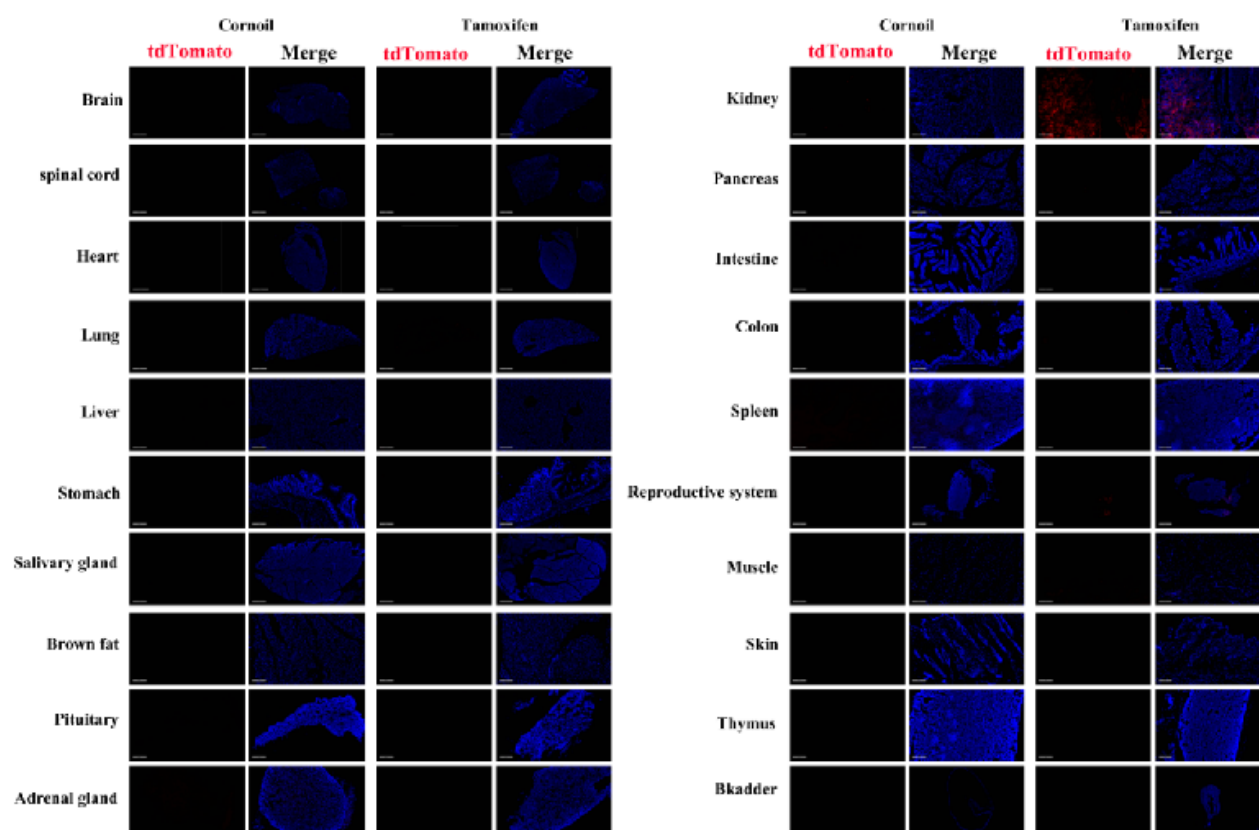 Cornoil Tamoxifen
tdTomato Merge tdTomato Merge
Brain
spinal cord
Heart
Lung
Liver
Stomach
Salivary gland
Brown fat
Pituitary
Adrenal gland
Cornoil Tamoxifen
tdTomato Merge tdTomato Merge
Kidney
Pancreas
Intestine
Colon
Spleen
Reproductive system
Muscle
Skin
Thymus
Bkadder